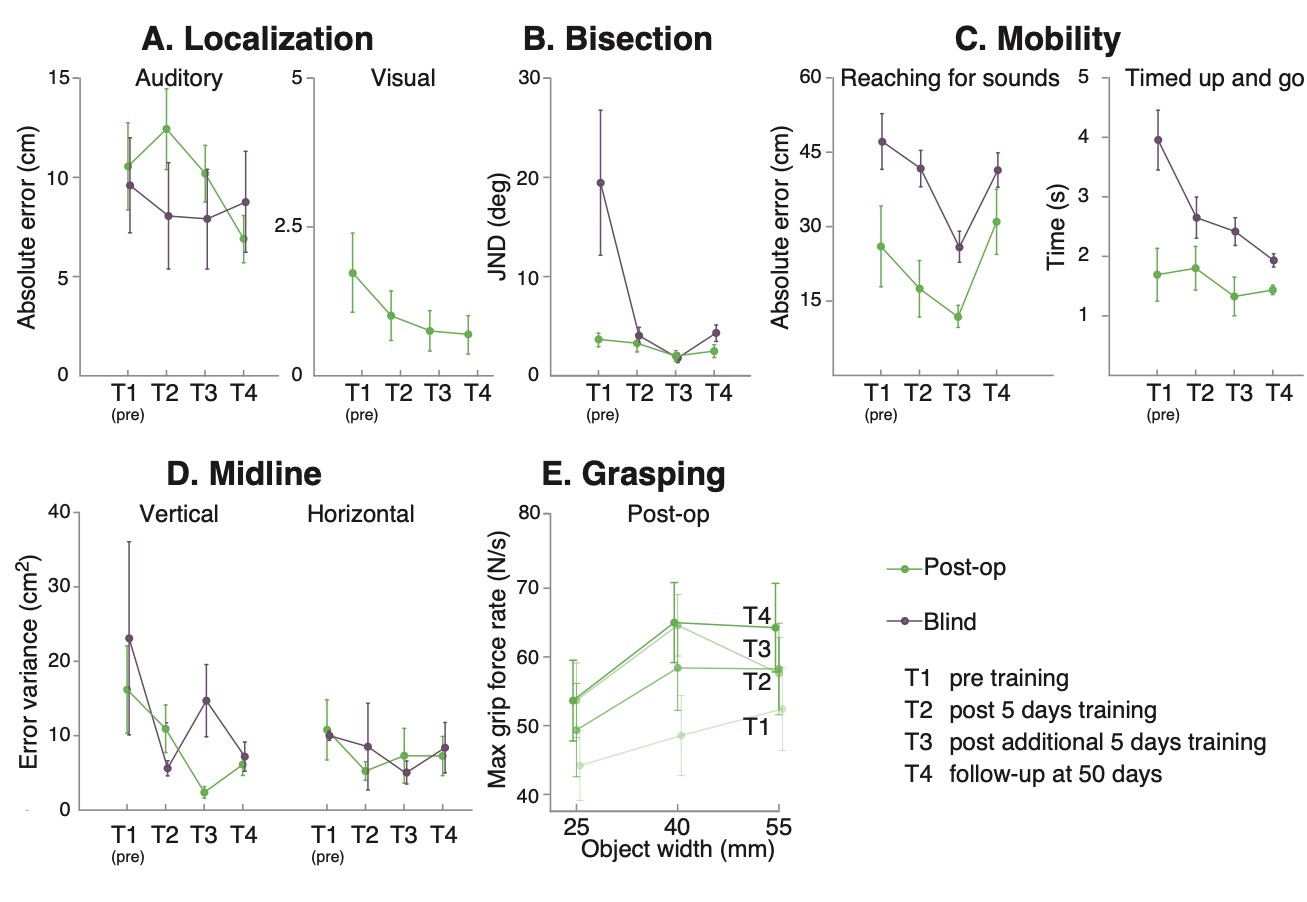 A. Localization
Auditory
Visual
Absolute error (cm)
15
10
5
0
T1 T2 T3 T4
(pre)
5
2.5
0
T1 T2 T3 T4
(pre)
B. Bisection
JND (deg)
30
20
10
0
T1 T2 T3 T4
(pre)
C. Mobility
Reaching for sounds
Absolute error (cm)
60
45
30
15
T1 T2 T3 T4
(pre)
Timed up and go
Time (s)
5
4
3
2
1
T1 T2 T3 T4
(pre)
D. Midline
Vertical
Horizontal
Error variance (cm²)
40
30
20
10
0
T1 T2 T3 T4
(pre)
T1 T2 T3 T4
(pre)
E. Grasping
Post-op
Max grip force rate (N/s)
80
70
60
50
40
T4
T3
T2
T1
25 40 55
Object width (mm)
Post-op
Blind
T1 pre training
T2 post 5 days training
T3 post additional 5 days training
T4 follow-up at 50 days